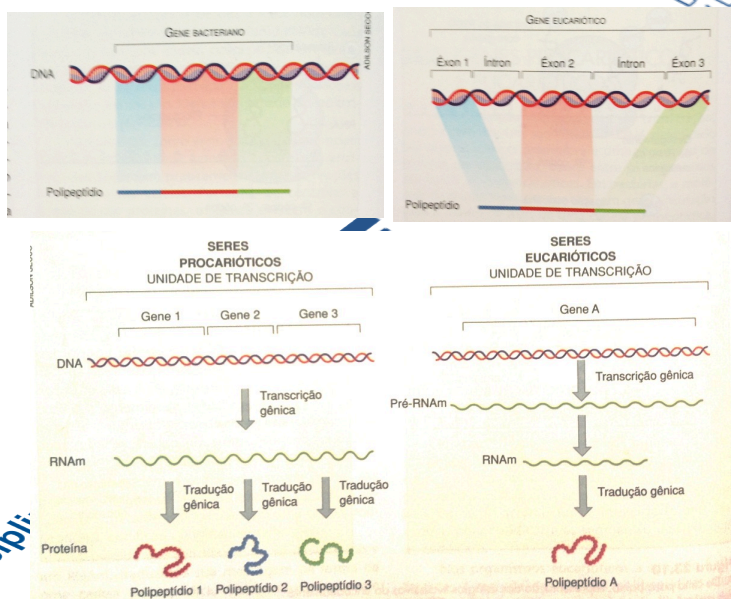 GENE BACTERIANO
DNA
Polipeptídio
ADILSON SECCO
GENE EUCARIÓTICO
Éxon 1 Íntron Éxon 2 Íntron Éxon 3
Polipeptídio
SERES
PROCARIÓTICOS
UNIDADE DE TRANSCRIÇÃO
Gene 1 Gene 2 Gene 3
DNA
Transcrição
gênica
RNAm
Tradução
gênica
Tradução
gênica
Tradução
gênica
Proteína
Polipeptídio 1 Polipeptídio 2 Polipeptídio 3
SERES
EUCARIÓTICOS
UNIDADE DE TRANSCRIÇÃO
Gene A
Transcrição gênica
Pré-RNAm
RNAm
Tradução gênica
Polipeptídio A